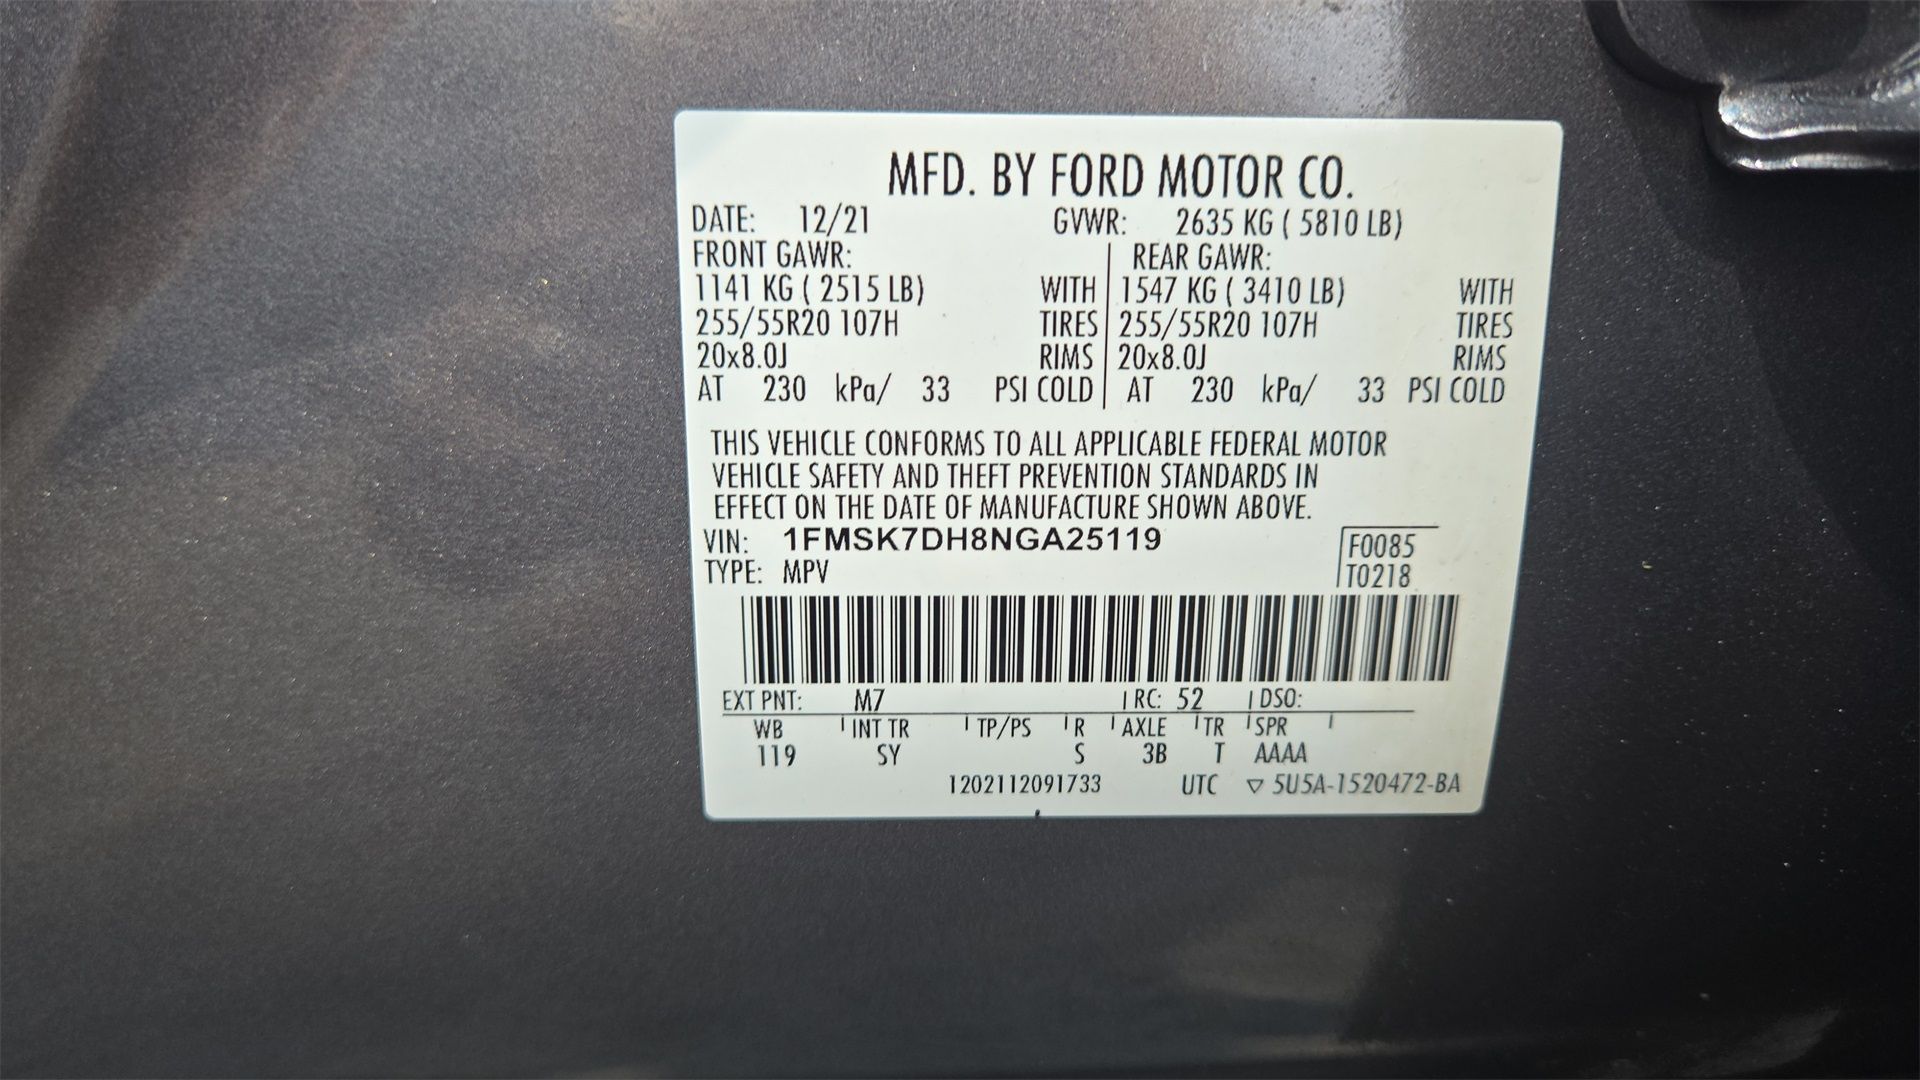 MFD. BY FORD MOTOR CO.
DATE: 12/21 GVWR: 2635 KG ( 5810 LB)
FRONT GAWR: REAR GAWR:
1141 KG ( 2515 LB) WITH 1547 KG ( 3410 LB) WITH
255/55R20 107H TIRES 255/55R20 107H TIRES
20x8.0J RIMS 20x8.0J RIMS
AT 230 kPa/ 33 PSI COLD AT 230 kPa/ 33 PSI COLD
THIS VEHICLE CONFORMS TO ALL APPLICABLE FEDERAL MOTOR
VEHICLE SAFETY AND THEFT PREVENTION STANDARDS IN
EFFECT ON THE DATE OF MANUFACTURE SHOWN ABOVE.
VIN: 1FMSK7DH8NGA25119 F0085
TYPE: MPV T0218
EXT PNT: M7 RC: 52 DSO:
WB INT TR TP/PS R AXLE TR SPR
119 SY S 3B T AAAA
1202112091733 UTC ▽ 5U5A-1520472-BA